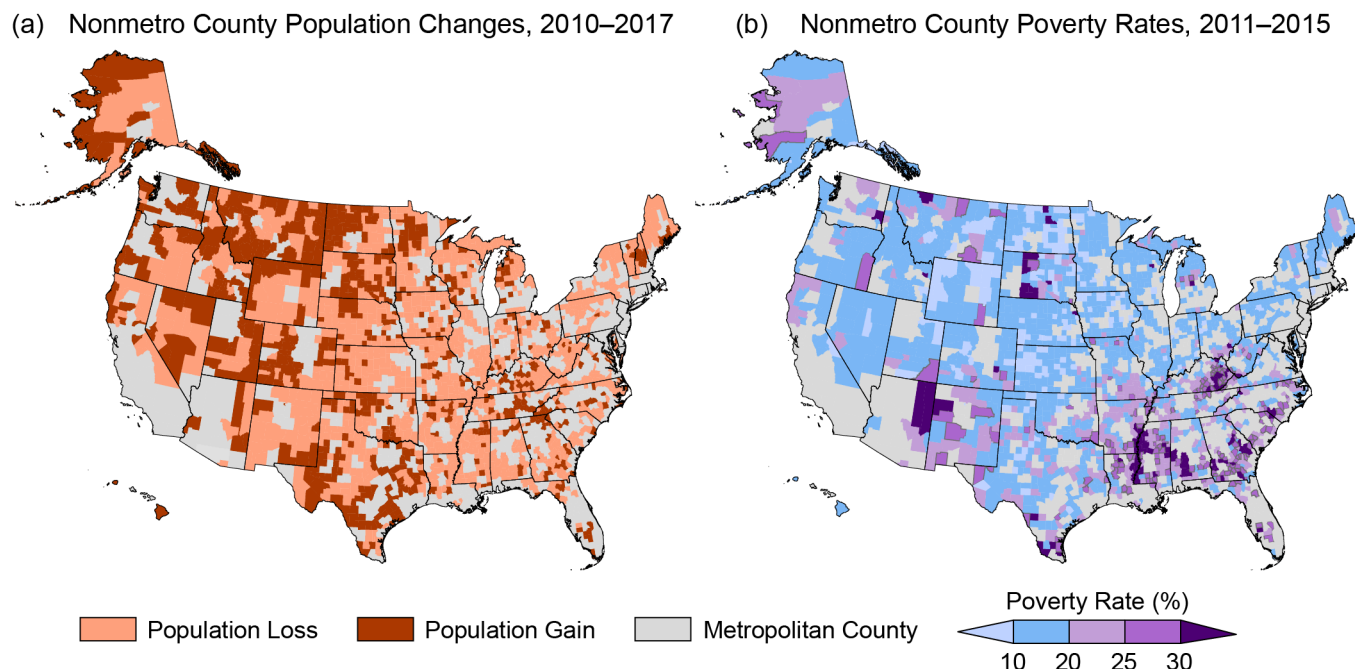 (a) Nonmetro County Population Changes, 2010–2017
(b) Nonmetro County Poverty Rates, 2011–2015
Population Loss
Population Gain
Metropolitan County
Poverty Rate (%)
10 20 25 30